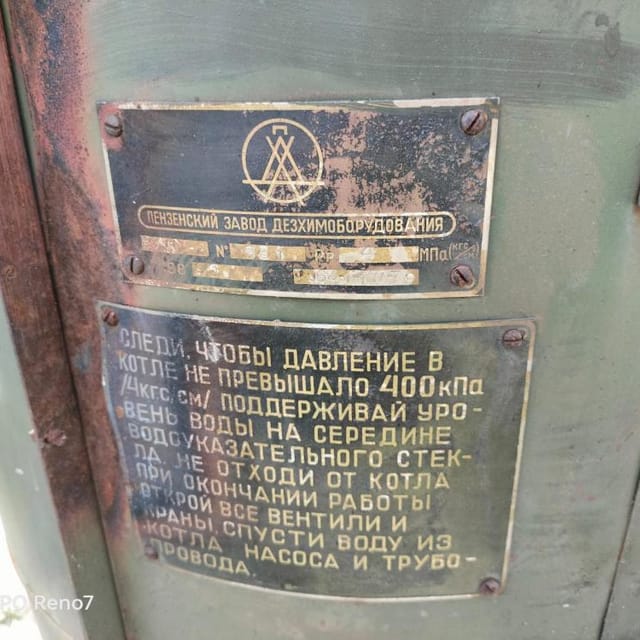 ПЕНЗЕНСКИЙ ЗАВОД ДЕЗХИМОБОРУДОВАНИЯ
№ МПа
СЛЕДИ, ЧТОБЫ ДАВЛЕНИЕ В
КОТЛЕ НЕ ПРЕВЫШАЛО 400кПа
/4кгс.см/ ПОДДЕРЖИВАЙ УРО-
ВЕНЬ ВОДЫ НА СЕРЕДИНЕ
ВОДОУКАЗАТЕЛЬНОГО СТЕК-
ЛА. НЕ ОТХОДИ ОТ КОТЛА
ПРИ ОКОНЧАНИИ РАБОТЫ
ОТКРОЙ ВСЕ ВЕНТИЛИ И
КРАНЫ СПУСТИ ВОДУ ИЗ
КОТЛА НАСОСА И ТРУБО-
ПРОВОДА.
PO Reno7